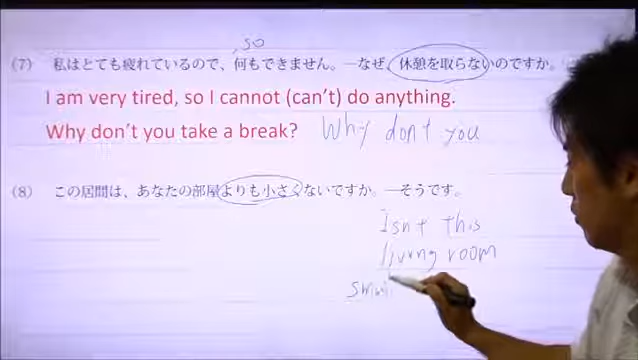 , so
(7) 私はとても疲れているので、何もできません。―なぜ、休憩を取らないのですか。
I am very tired, so I cannot (can't) do anything.
Why don't you take a break? Why don't you
(8) この居間は、あなたの部屋よりも小さくないですか。―そうです。
Isn't this
living room